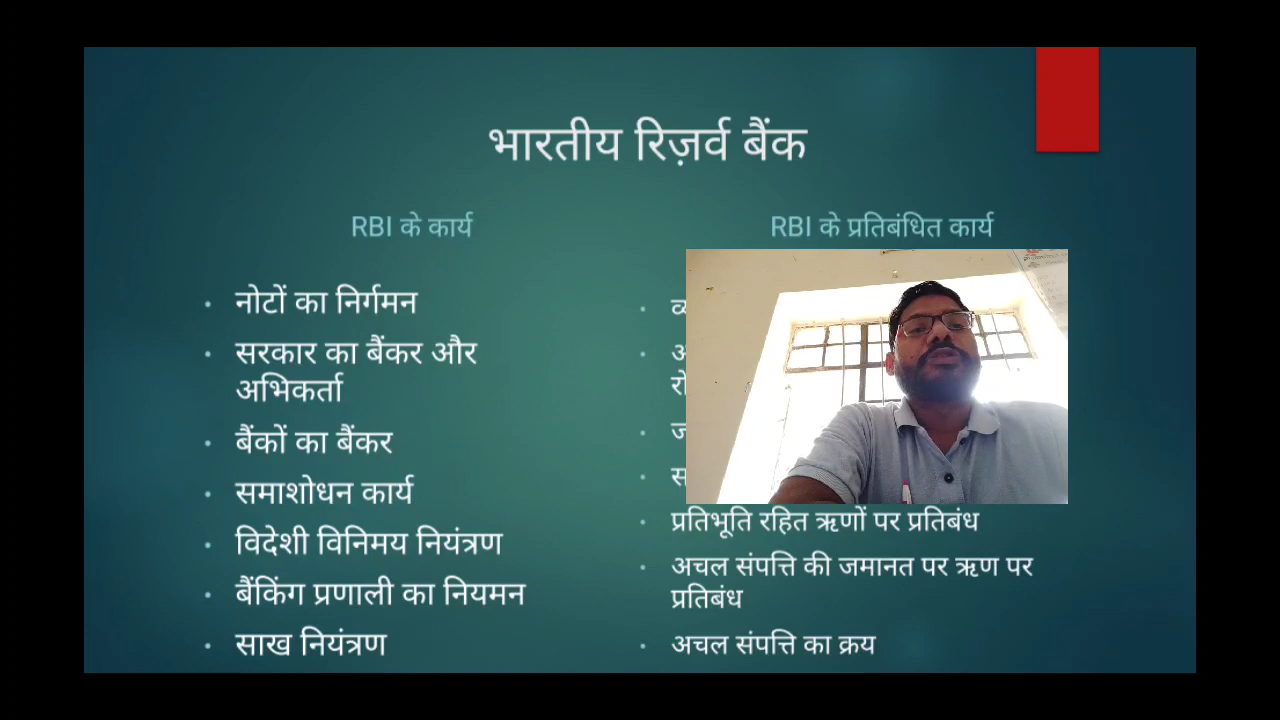 भारतीय रिज़र्व बैंक
RBI के कार्य
नोटों का निर्गमन
सरकार का बैंकर और
अभिकर्ता
बैंकों का बैंकर
समाशोधन कार्य
विदेशी विनिमय नियंत्रण
बैंकिंग प्रणाली का नियमन
साख नियंत्रण
RBI के प्रतिबंधित कार्य
प्रतिभूति रहित ऋणों पर प्रतिबंध
अचल संपत्ति की जमानत पर ऋण पर
प्रतिबंध
अचल संपत्ति का क्रय